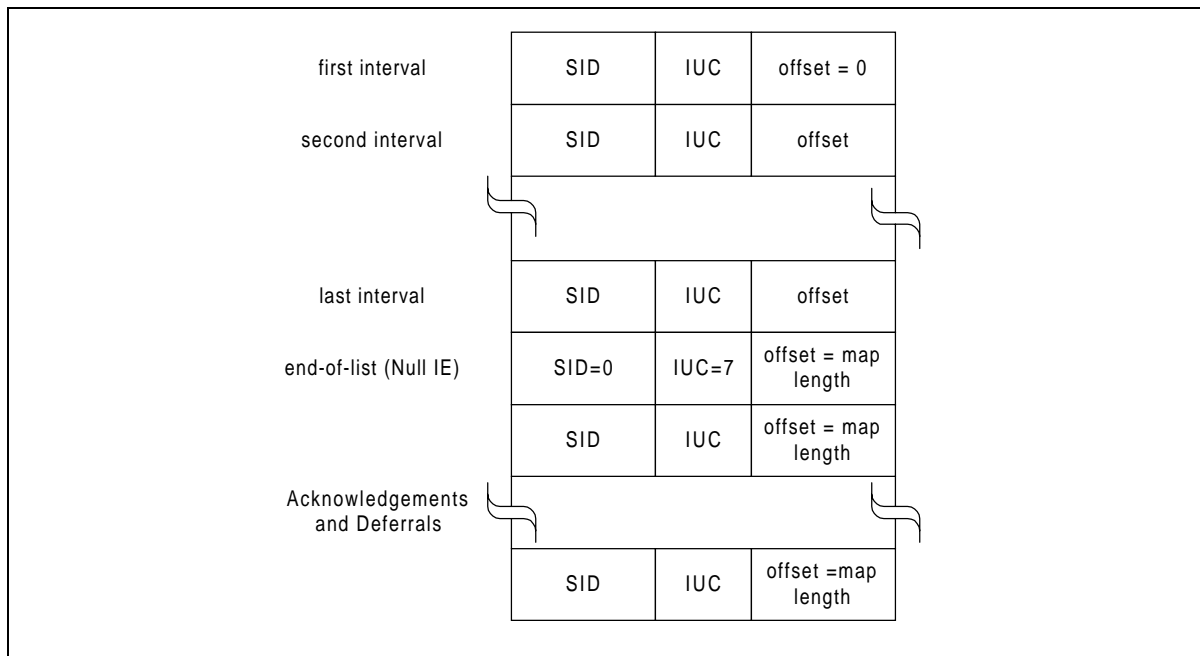 first interval SID IUC offset = 0
second interval SID IUC offset
last interval SID IUC offset
end-of-list (Null IE) SID=0 IUC=7 offset = map
length
SID IUC offset = map
length
Acknowledgements
and Deferrals
SID IUC offset =map
length